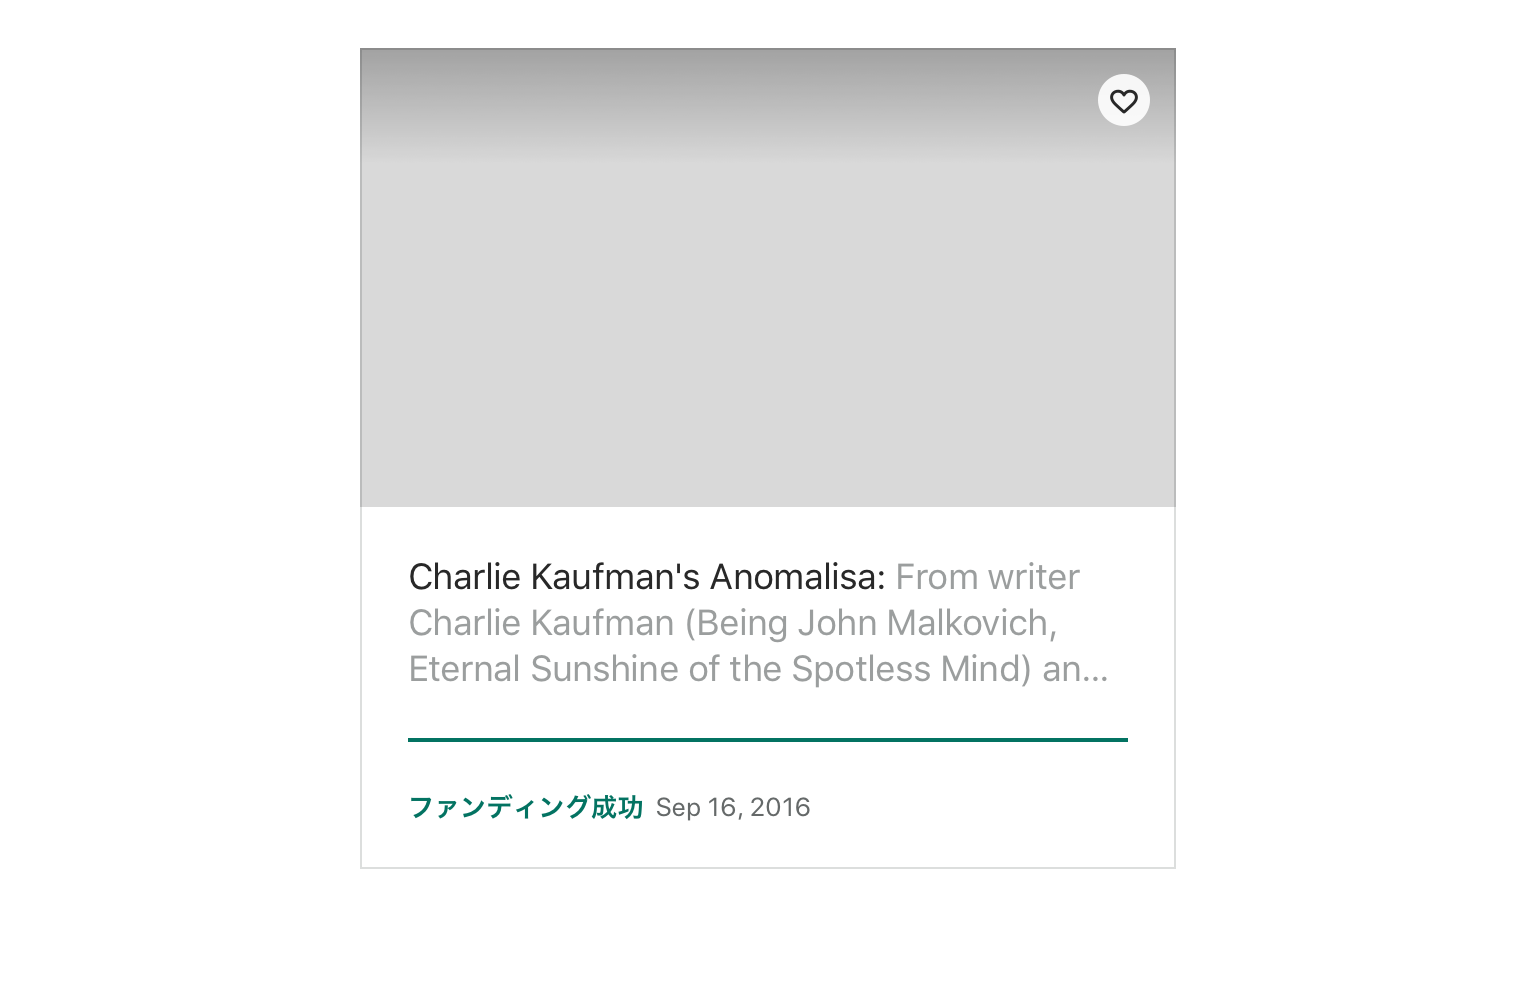 Charlie Kaufman's Anomalisa: From writer
Charlie Kaufman (Being John Malkovich,
Eternal Sunshine of the Spotless Mind) an...
ファンディング成功 Sep 16, 2016